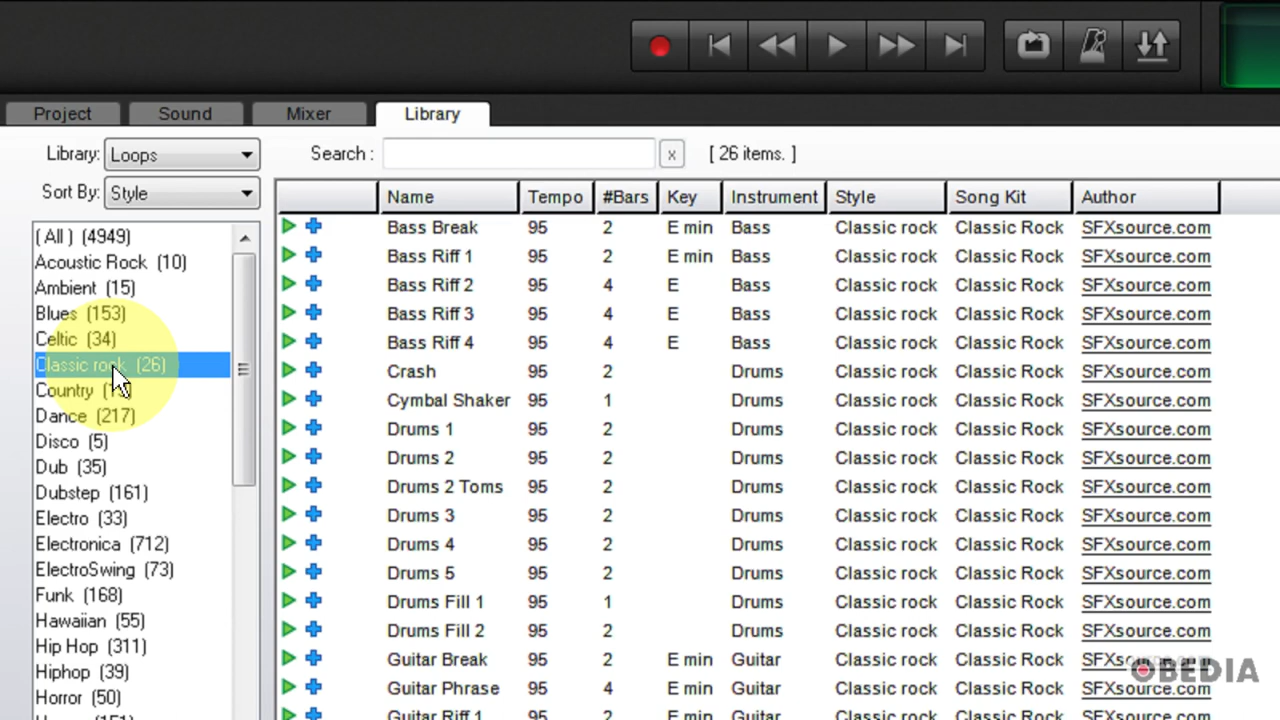 Project Sound Mixer Library
Library: Loops Search : x [ 26 items. ]
Sort By: Style
Name Tempo #Bars Key Instrument Style Song Kit Author
( All ) (4949)
Acoustic Rock (10)
Ambient (15)
Blues (153)
Celtic (34)
Classic rock (26)
Country
Dance (217)
Disco (5)
Dub (35)
Dubstep (161)
Electro (33)
Electronica (712)
ElectroSwing (73)
Funk (168)
Hawaiian (55)
Hip Hop (311)
Hiphop (39)
Horror (50)
Bass Break 95 2 E min Bass Classic rock Classic Rock SFXsource.com
Bass Riff 1 95 2 E min Bass Classic rock Classic Rock SFXsource.com
Bass Riff 2 95 4 E Bass Classic rock Classic Rock SFXsource.com
Bass Riff 3 95 4 E Bass Classic rock Classic Rock SFXsource.com
Bass Riff 4 95 4 E Bass Classic rock Classic Rock SFXsource.com
Crash 95 2 Drums Classic rock Classic Rock SFXsource.com
Cymbal Shaker 95 1 Drums Classic rock Classic Rock SFXsource.com
Drums 1 95 2 Drums Classic rock Classic Rock SFXsource.com
Drums 2 95 2 Drums Classic rock Classic Rock SFXsource.com
Drums 2 Toms 95 2 Drums Classic rock Classic Rock SFXsource.com
Drums 3 95 2 Drums Classic rock Classic Rock SFXsource.com
Drums 4 95 2 Drums Classic rock Classic Rock SFXsource.com
Drums 5 95 2 Drums Classic rock Classic Rock SFXsource.com
Drums Fill 1 95 1 Drums Classic rock Classic Rock SFXsource.com
Drums Fill 2 95 2 Drums Classic rock Classic Rock SFXsource.com
Guitar Break 95 2 E min Guitar Classic rock Classic Rock
Guitar Phrase 95 4 E min Guitar Classic rock Classic Rock SFXsource.com
Guitar Riff 1 95 2 E min Guitar Classic rock Classic Rock SFXsource.com
OBEDIA